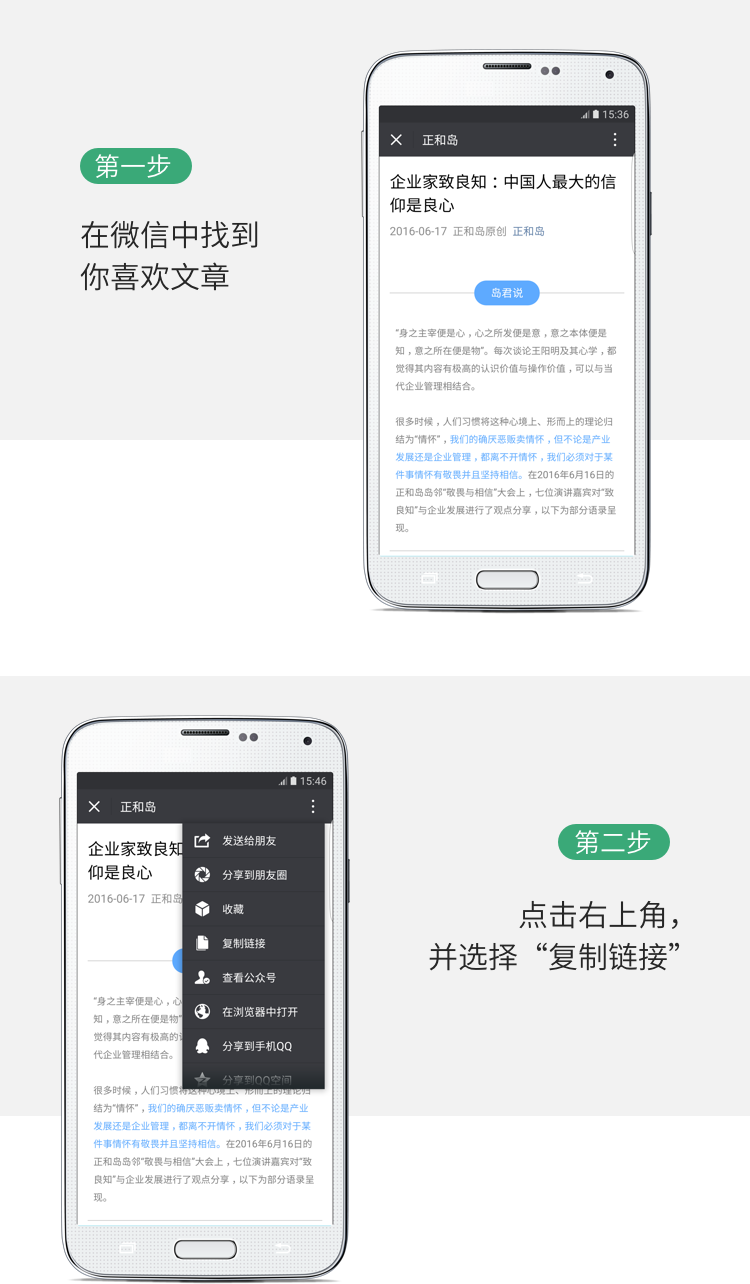 第一步
在微信中找到
你喜欢文章
15:36
正和岛
企业家致良知：中国人最大的信
仰是良心
2016-06-17 正和岛原创 正和岛
岛君说
“身之主宰便是心，心之所发便是意，意之本体便是
知，意之所在便是物”。每次谈论王阳明及其心学，都
觉得其内容有极高的认识价值与操作价值，可以与当
代企业管理相结合。
很多时候，人们习惯将这种心境上、形而上的理论归
结为“情怀”，我们的确厌恶贩卖情怀，但不论是产业
发展还是企业管理，都离不开情怀，我们必须对于某
件事情怀有敬畏并且坚持相信。在2016年6月16日的
正和岛岛邻“敬畏与相信”大会上，七位演讲嘉宾对“致
良知”与企业发展进行了观点分享，以下为部分语录呈
现。
第二步
点击右上角，
并选择“复制链接”
15:46
正和岛
企业家致良知
仰是良心
2016-06-17 正和岛
发送给朋友
分享到朋友圈
收藏
复制链接
查看公众号
在浏览器中打开
分享到手机QQ
分享到QQ空间
“身之主宰便是心，心
知，意之所在便是物”
觉得其内容有极高的
代企业管理相结合。
很多时候，人们习惯将这种心境上、形而上的理论归
结为“情怀”，我们的确厌恶贩卖情怀，但不论是产业
发展还是企业管理，都离不开情怀，我们必须对于某
件事情怀有敬畏并且坚持相信。在2016年6月16日的
正和岛岛邻“敬畏与相信”大会上，七位演讲嘉宾对“致
良知”与企业发展进行了观点分享，以下为部分语录呈
现。